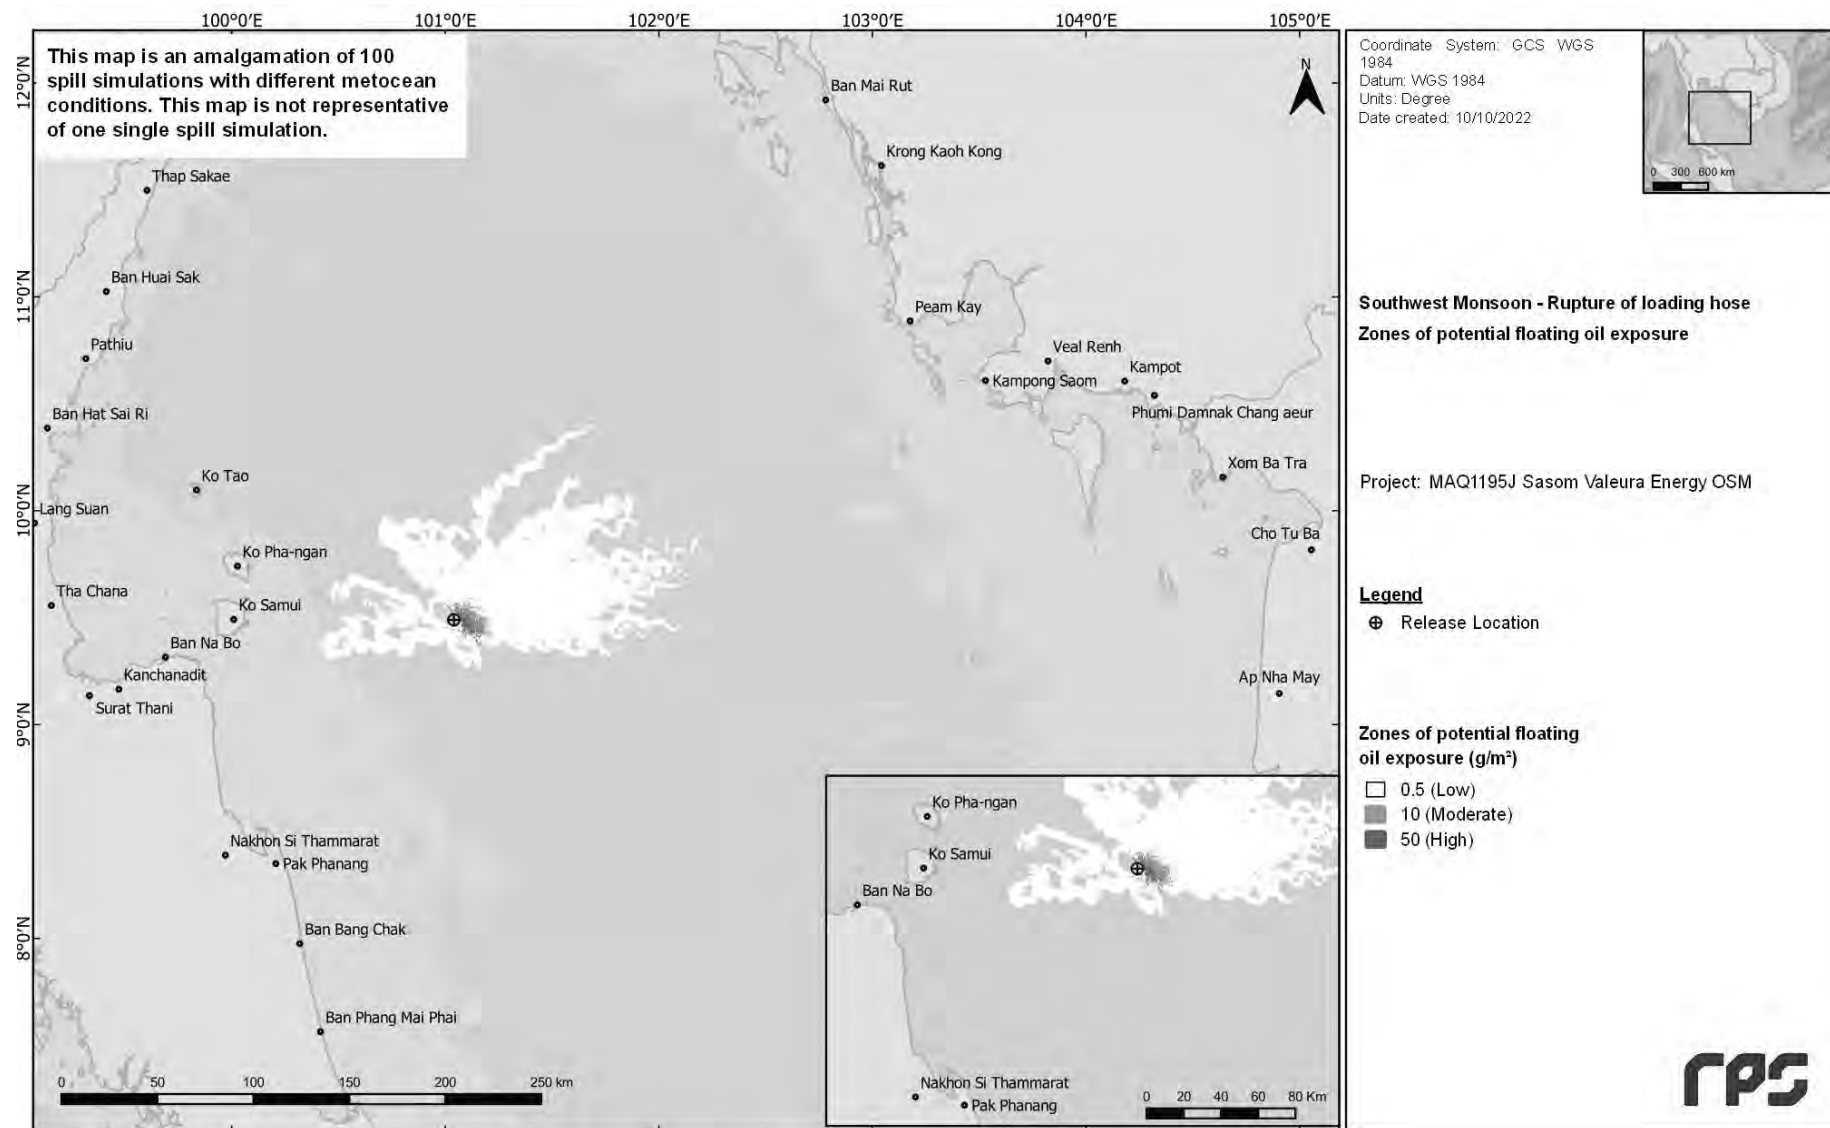 100°0'E
101°0'E
102°0'E
103°0'E
104°0'E
105°0'E
12°0'N
11°0'N
10°0'N
9°0'N
8°0'N
This map is an amalgamation of 100
spill simulations with different metocean
conditions. This map is not representative
of one single spill simulation.
Thap Sakae
Ban Huai Sak
Pathiu
Ban Hat Sai Ri
Ko Tao
Lang Suan
Ko Pha-ngan
Tha Chana
Ko Samui
Ban Na Bo
Kanchanadit
Surat Thani
Nakhon Si Thammarat
Pak Phanang
Ban Bang Chak
Ban Phang Mai Phai
0 50 100 150 200 250 km
Ban Mai Rut
Krong Kaoh Kong
Peam Kay
Veal Renh
Kampong Saom
Kampot
Phumi Damnak Chang aeur
Xom Ba Tra
Cho Tu Ba
Ap Nha May
N
Ko Pha-ngan
Ko Samui
Ban Na Bo
Nakhon Si Thammarat
Pak Phanang
0 20 40 60 80 Km
Coordinate System: GCS WGS
1984
Datum: WGS 1984
Units: Degree
Date created: 10/10/2022
0 300 600 km
Southwest Monsoon - Rupture of loading hose
Zones of potential floating oil exposure
Project: MAQ1195J Sasom Valeura Energy OSM
Legend
Release Location
Zones of potential floating
oil exposure (g/m²)
0.5 (Low)
10 (Moderate)
50 (High)
rps